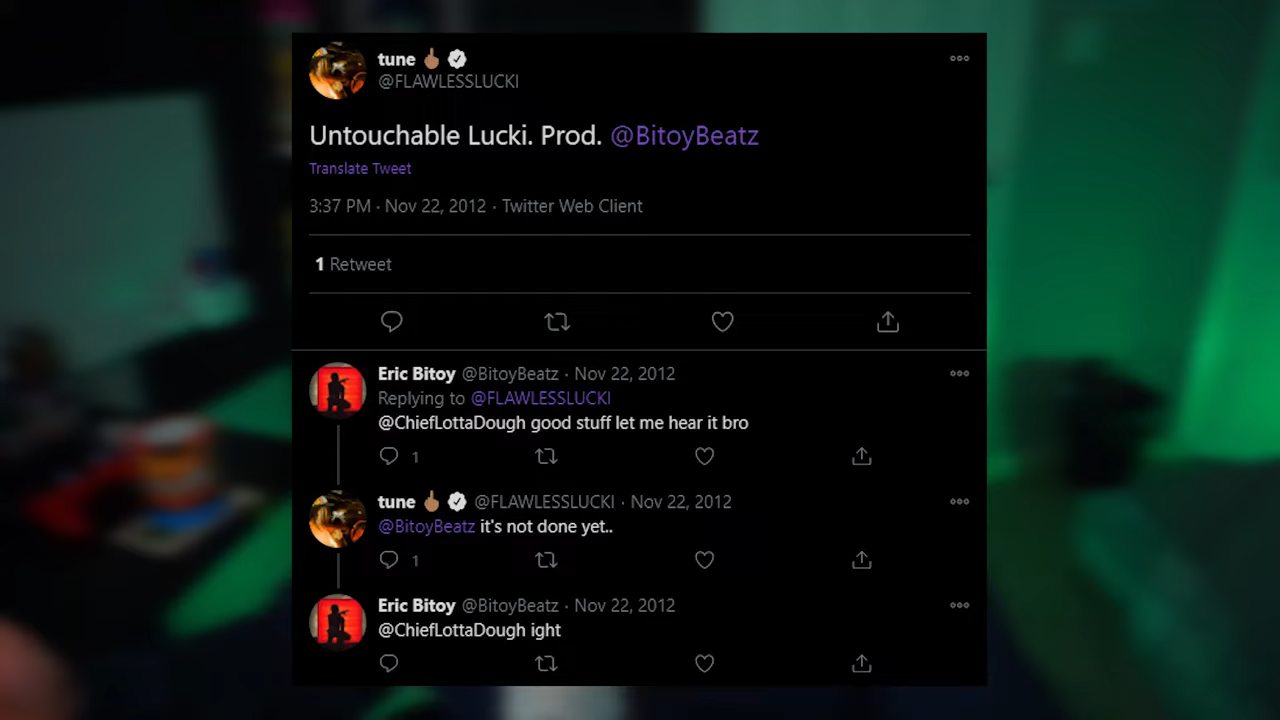 tune 🖕🏽
@FLAWLESSLUCKI
Untouchable Lucki. Prod. @BitoyBeatz
Translate Tweet
3:37 PM · Nov 22, 2012 · Twitter Web Client
1 Retweet
Eric Bitoy @BitoyBeatz · Nov 22, 2012
Replying to @FLAWLESSLUCKI
@ChiefLottaDough good stuff let me hear it bro
1
tune 🖕🏽 @FLAWLESSLUCKI · Nov 22, 2012
@BitoyBeatz it's not done yet..
1
Eric Bitoy @BitoyBeatz · Nov 22, 2012
@ChiefLottaDough ight